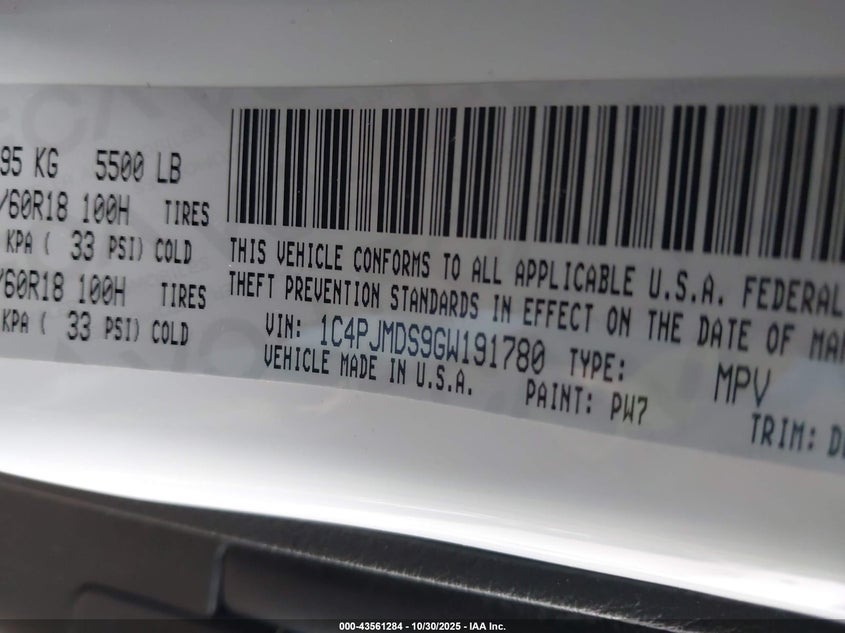 95 KG 5500 LB
/60R18 100H TIRES
KPA ( 33 PSI) COLD
/60R18 100H TIRES
KPA ( 33 PSI) COLD
THIS VEHICLE CONFORMS TO ALL APPLICABLE U.S.A. FEDERAL
THEFT PREVENTION STANDARDS IN EFFECT ON THE DATE OF MAN
VIN: 1C4PJMDS9GW191780 TYPE: MPV
VEHICLE MADE IN U.S.A. PAINT: PW7 TRIM: D
000-43561284 - 10/30/2025 - IAA Inc.